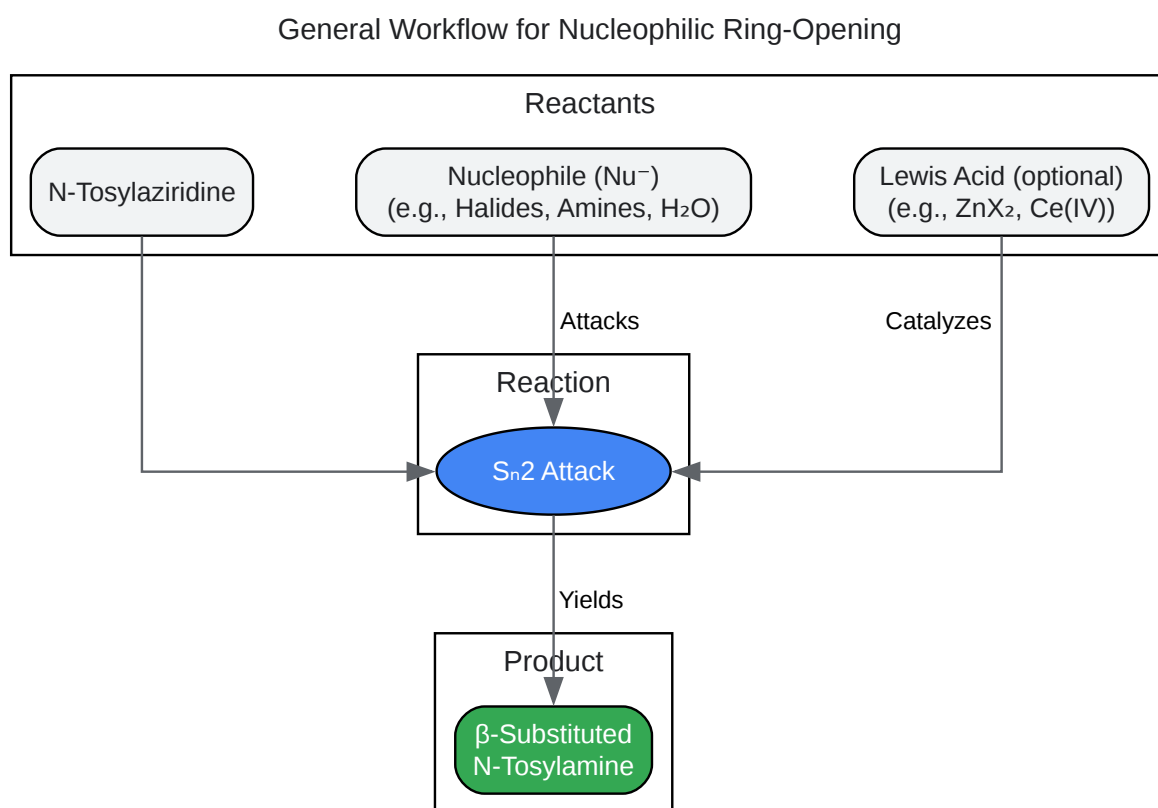 General Workflow for Nucleophilic Ring-Opening
Reactants
N-Tosylaziridine
Nucleophile (Nu⁻)
(e.g., Halides, Amines, H₂O)
Lewis Acid (optional)
(e.g., ZnX₂, Ce(IV))
Attacks
Catalyzes
Reaction
Sₙ2 Attack
Yields
Product
β-Substituted
N-Tosylamine